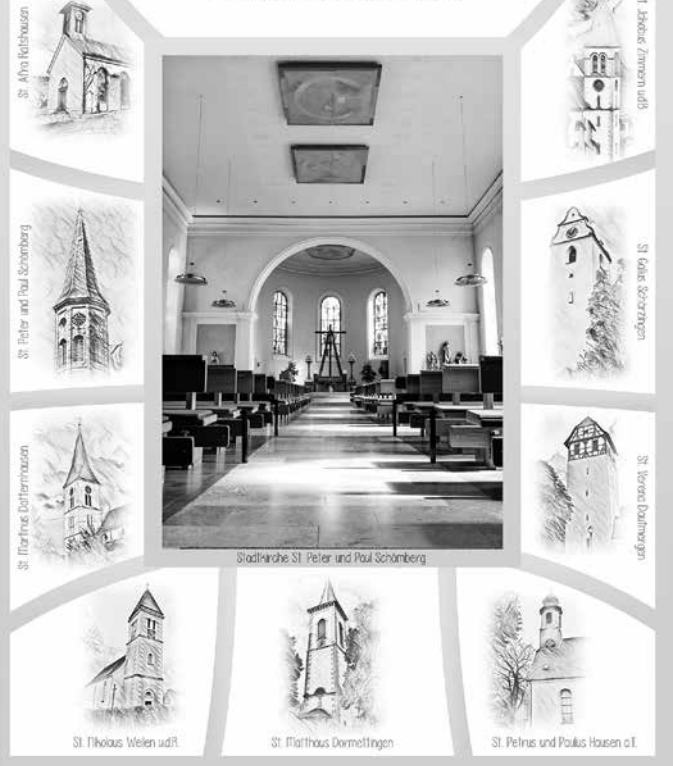 St. Afra Ratshausen
St. Jakobus Zimmern u.d.B.
St. Peter und Paul Schömberg
St. Gallus Schörzingen
St. Martinus Dotternhausen
St. Verena Dautmergen
Stadtkirche St. Peter und Paul Schömberg
St. Nikolaus Weilen u.d.R.
St. Matthäus Dormettingen
St. Petrus und Paulus Hausen a.T.